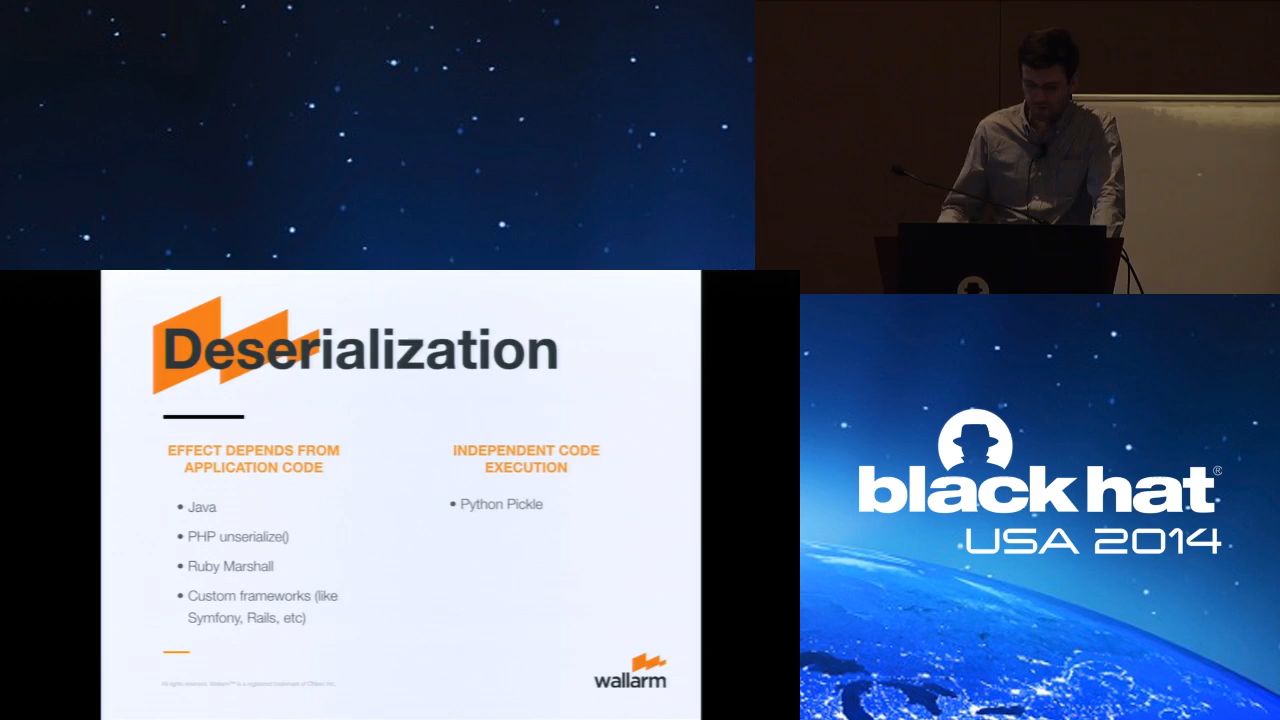 Deserialization
EFFECT DEPENDS FROM
APPLICATION CODE
• Java
• PHP unserialize()
• Ruby Marshall
• Custom frameworks (like
Symfony, Rails, etc)
INDEPENDENT CODE
EXECUTION
• Python Pickle
wallarm
black hat®
USA 2014